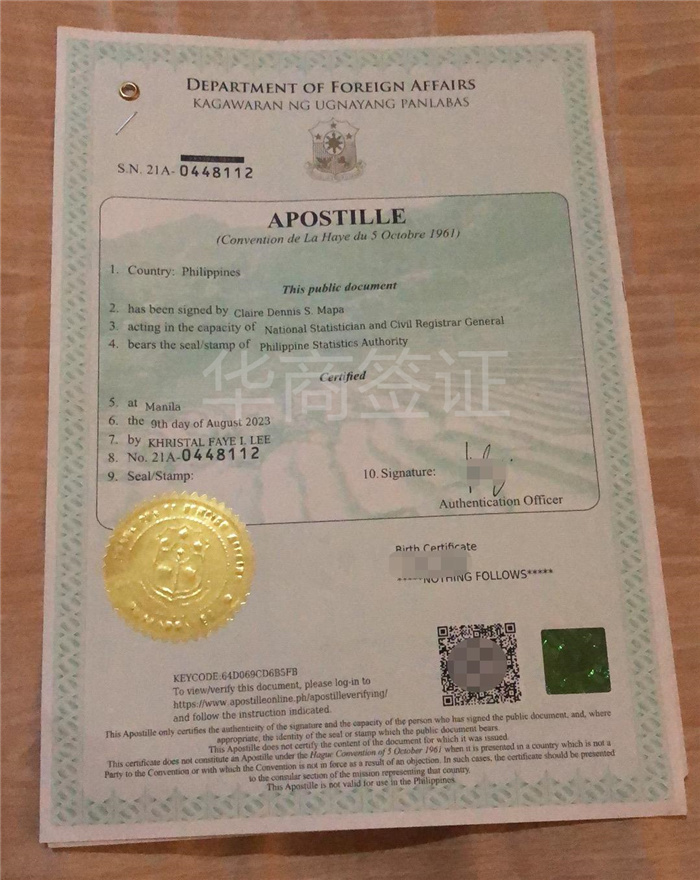 DEPARTMENT OF FOREIGN AFFAIRS
KAGAWARAN NG UGNAYANG PANLABAS
S.N. 21A-0448112
APOSTILLE
(Convention de La Haye du 5 Octobre 1961)
1. Country: Philippines
This public document
2. has been signed by Claire Dennis S. Mapa
3. acting in the capacity of National Statistician and Civil Registrar General
4. bears the seal/stamp of Philippine Statistics Authority
华商签证
Certified
5. at Manila
6. the 9th day of August 2023
7. by KHRISTAL FAYE I. LEE
8. No. 21A-0448112
9. Seal/Stamp:
10. Signature:
Authentication Officer
Birth Certificate
*****NOTHING FOLLOWS*****
KEYCODE:64D069CD6B5FB
To view/verify this document, please log-in to
https://www.apostilleonline.ph/apostilleverifying/
and follow the instruction indicated.
This Apostille only certifies the authenticity of the signature and the capacity of the person who has signed the public document, and, where
appropriate, the identity of the seal or stamp which the public document bears.
This Apostille does not certify the content of the document for which it was issued.
This certificate does not constitute an Apostille under the Hague Convention of 5 October 1961 when it is presented in a country which is not a
Party to the Convention or with which the Convention is not in force as a result of an objection. In such cases, the certificate should be presented
to the consular section of the mission representing that country.
This Apostille is not valid for use in the Philippines.